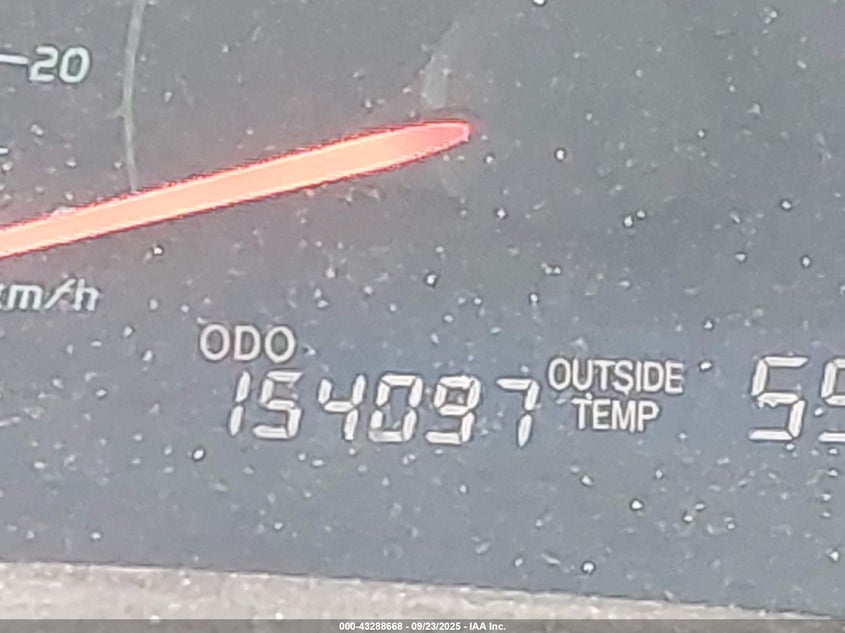 20
km/h
ODO
154097
OUTSIDE
TEMP
000-43288668 - 09/23/2025 - IAA Inc.